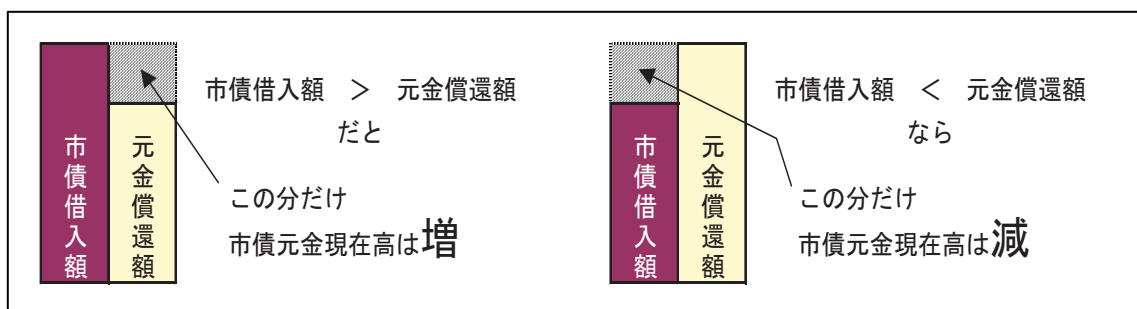 市債借入額
元金償還額
市債借入額 ＞ 元金償還額
だと
この分だけ
市債元金現在高は増
市債借入額
元金償還額
市債借入額 ＜ 元金償還額
なら
この分だけ
市債元金現在高は減